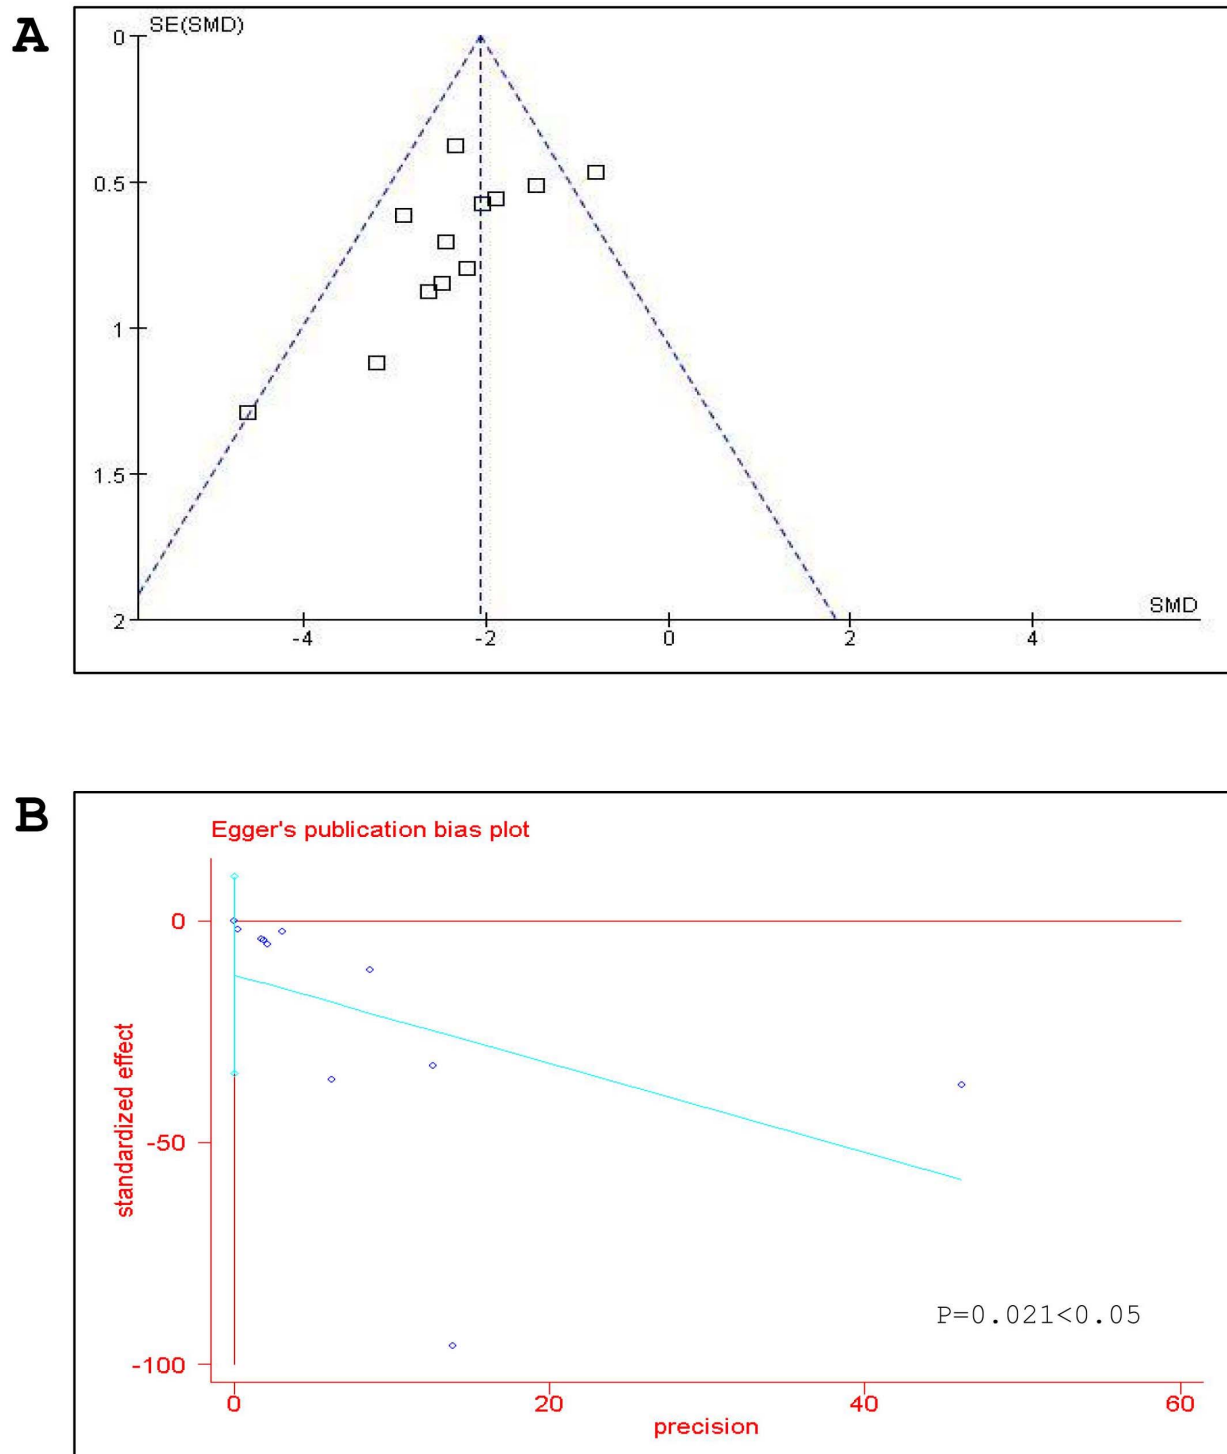 A
SE(SMD)
0
0.5
1
1.5
2
SMD
-4
-2
0
2
4
B
Egger's publication bias plot
0
standardized effect
-50
P=0.021<0.05
-100
0
20
40
60
precision